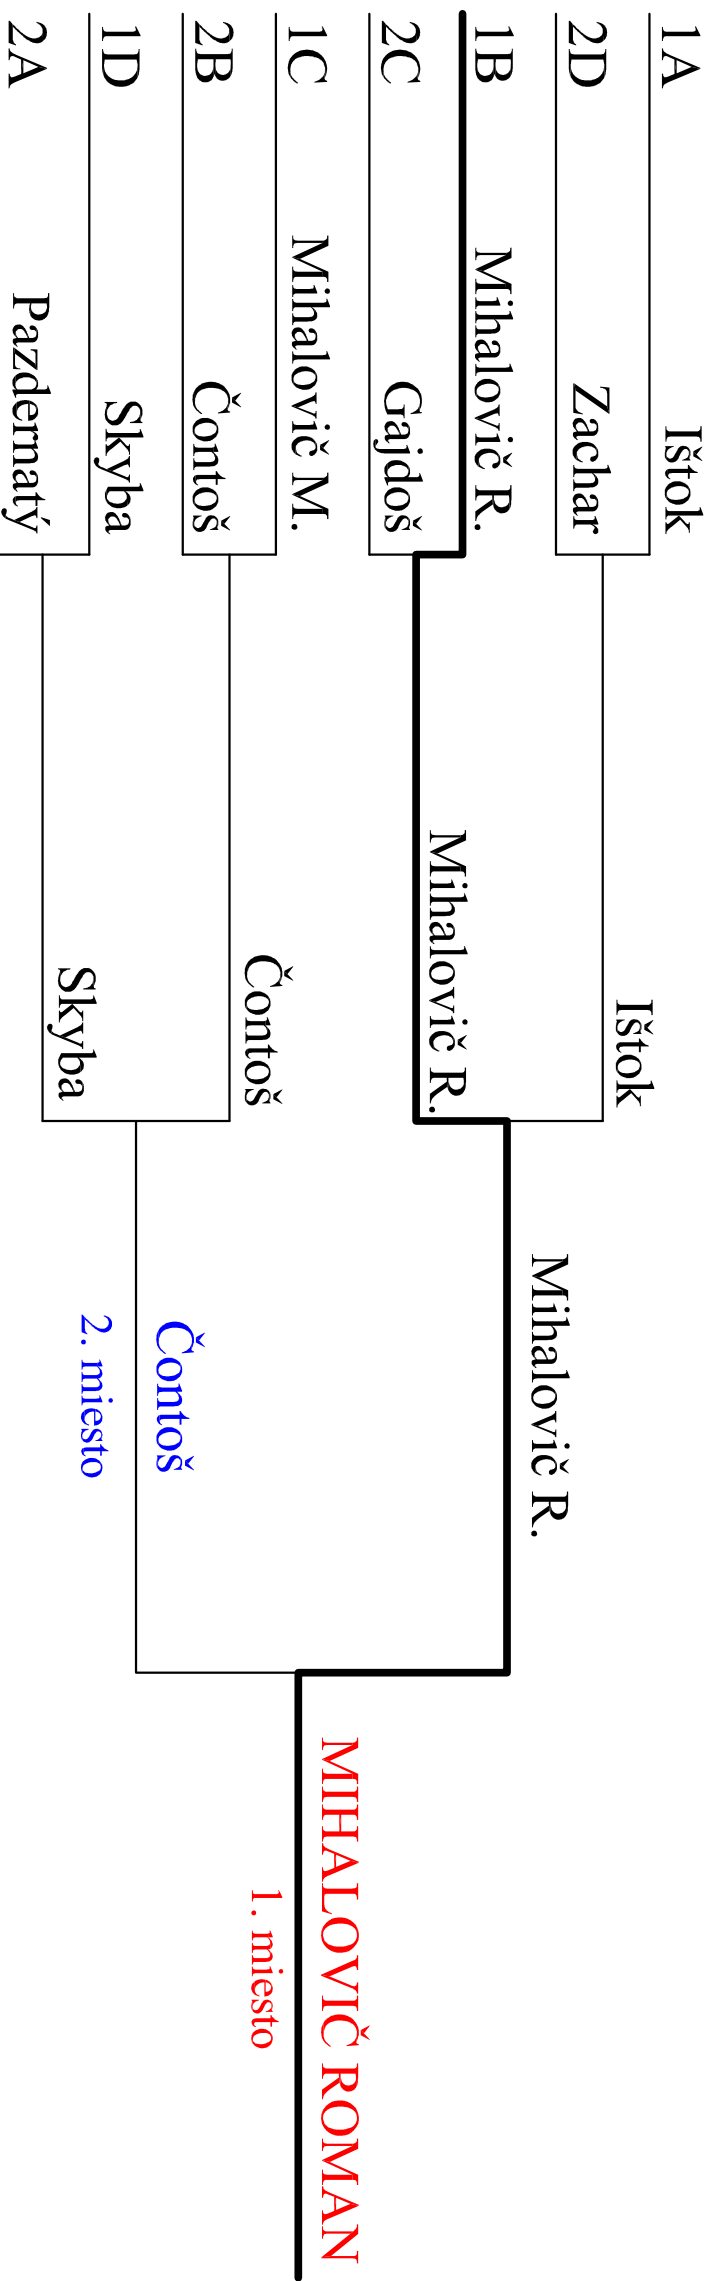 1A Ištok
2D Zachar
1B Mihalovič R.
2C Gajdoš
1C Mihalovič M.
2B Čontoš
1D Skyba
2A Pazdernatý
Ištok
Mihalovič R.
Čontoš
Skyba
Mihalovič R.
Čontoš
2. miesto
MIHALOVIČ ROMAN
1. miesto